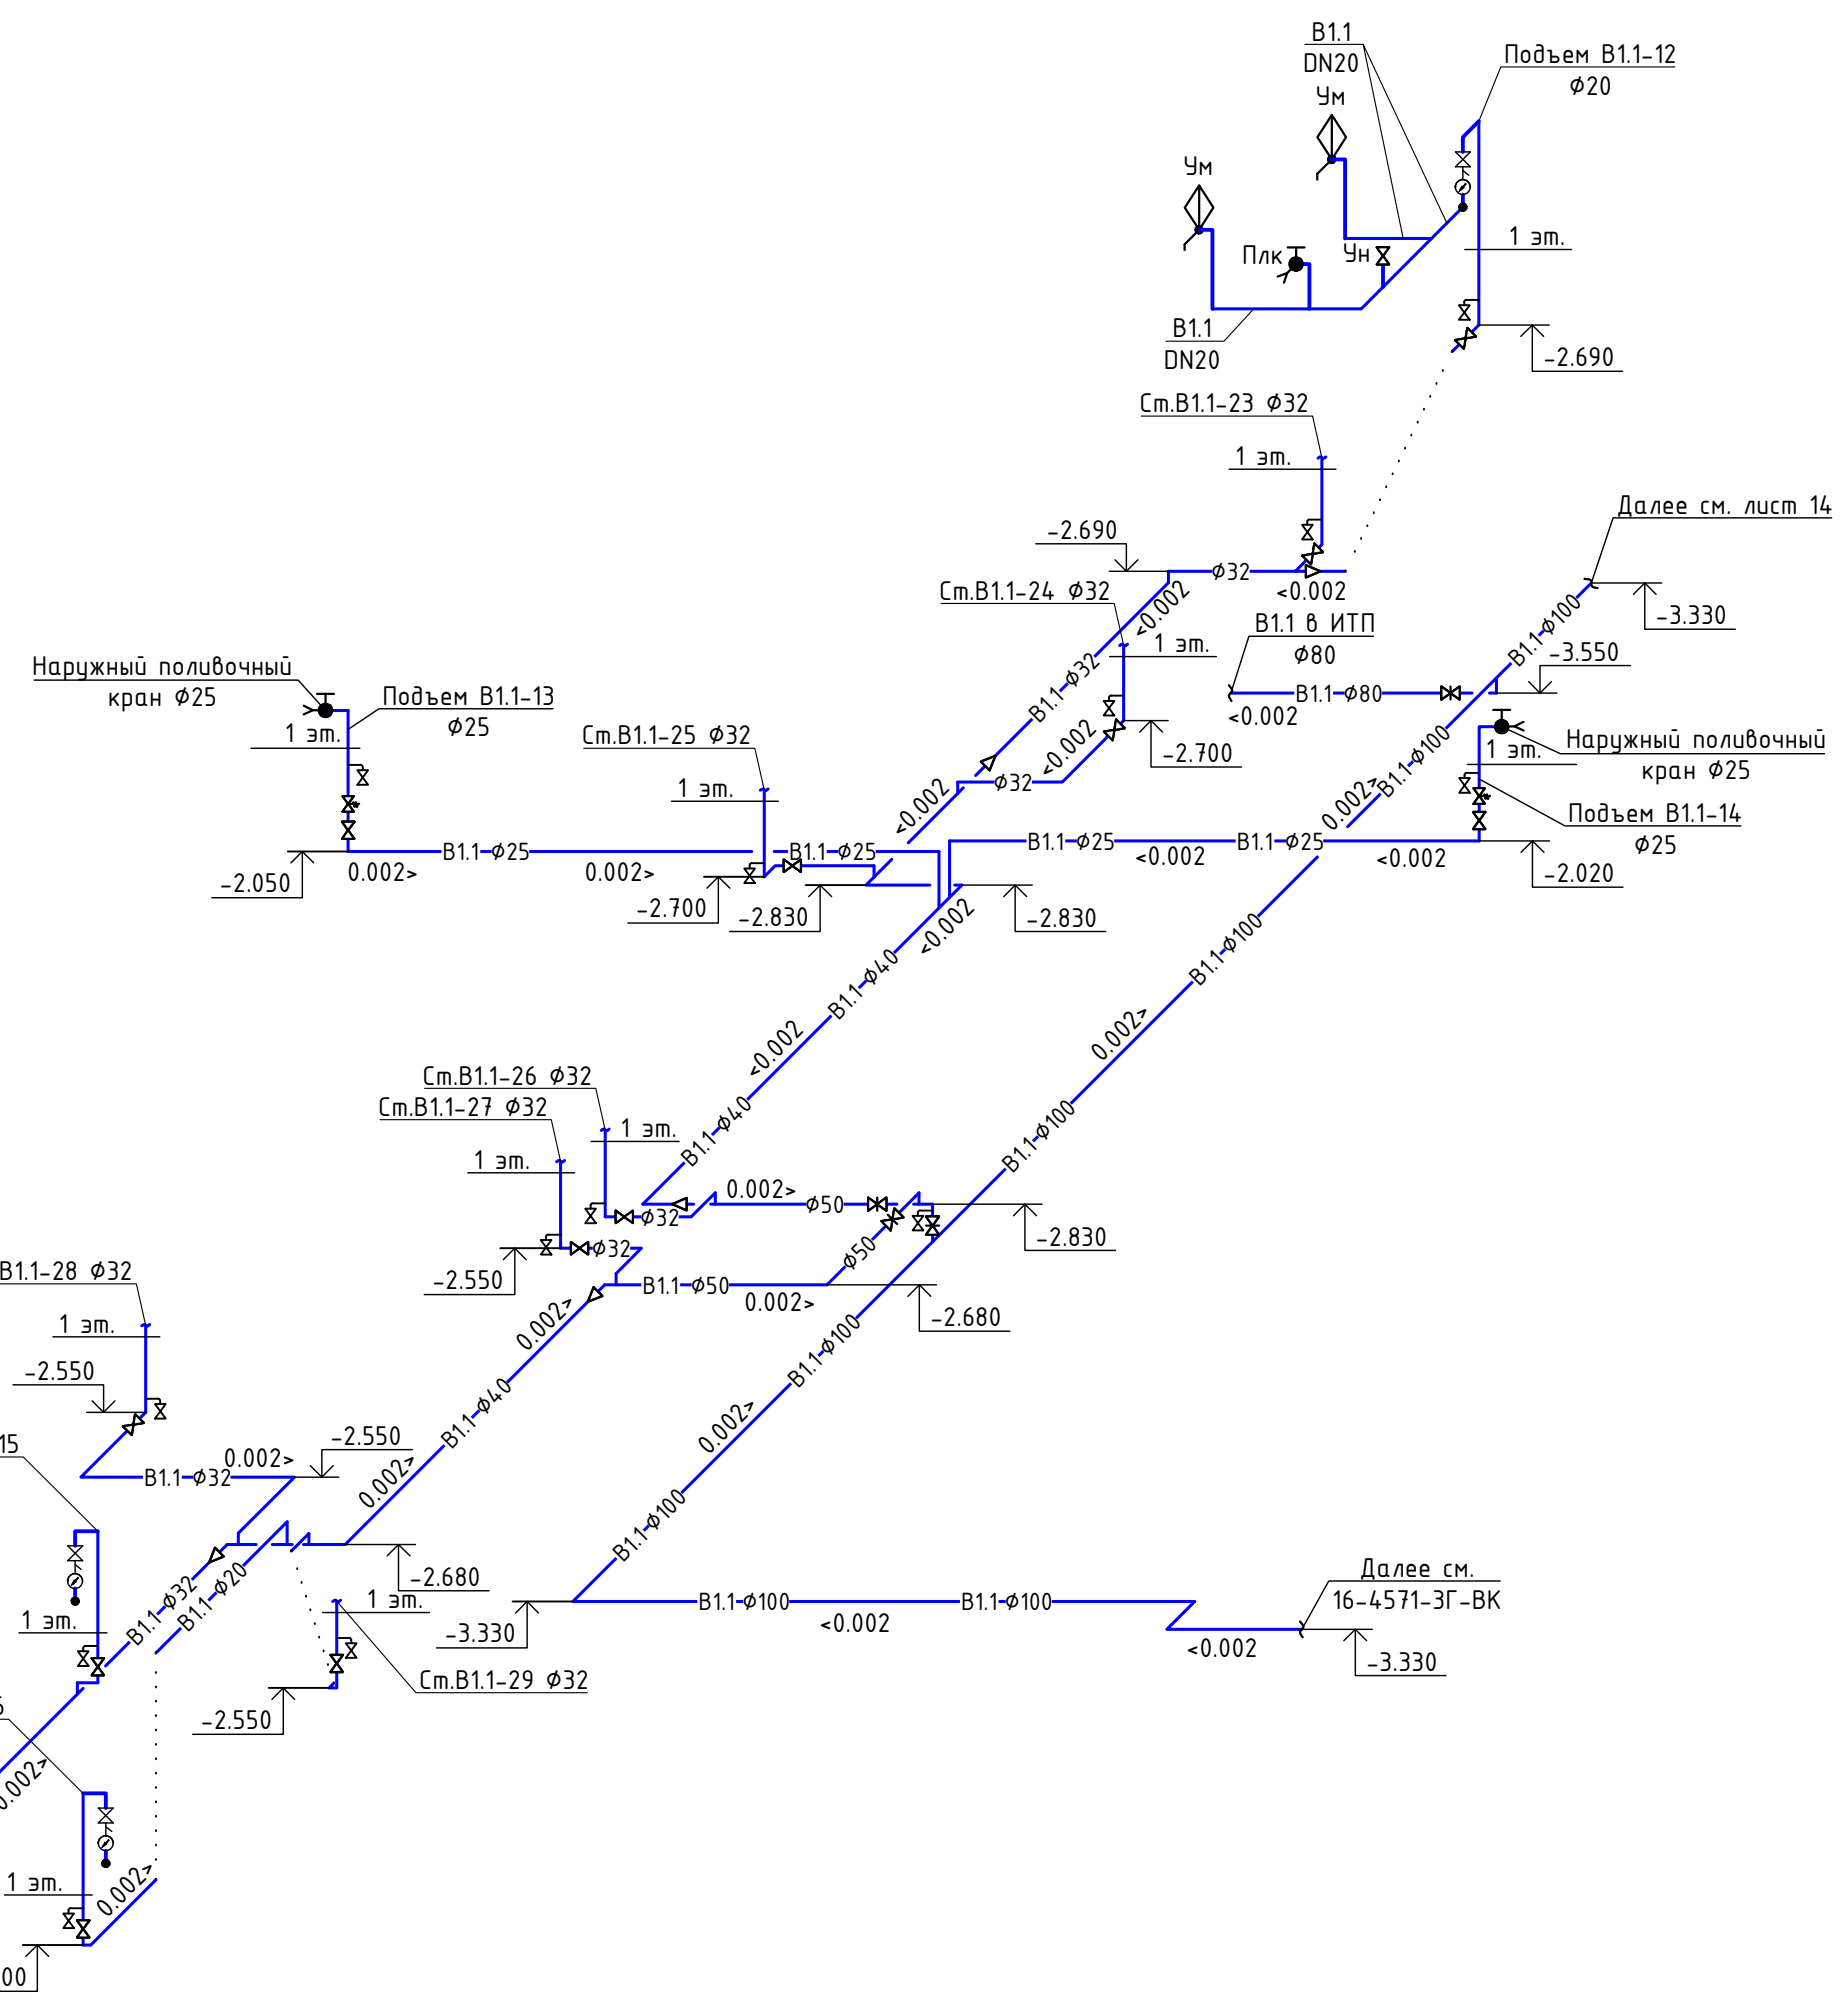 В1.1
DN20
Подъем В1.1-12
Ø20
Ум
Ум
Плк
Ун
1 эт.
В1.1
DN20
-2.690
Ст.В1.1-23 Ø32
1 эт.
-2.690
Ø32
<0.002
<0.002
Далее см. лист 14
-3.330
В1.1-Ø100
Ст.В1.1-24 Ø32
1 эт.
В1.1 в ИТП
Ø80
-3.550
В1.1-Ø80
<0.002
В1.1-Ø32
Наружный поливочный
кран Ø25
Подъем В1.1-13
Ø25
1 эт.
Ст.В1.1-25 Ø32
1 эт.
<0.002
-2.700
Ø32
<0.002
В1.1-Ø100
0.002>
Наружный поливочный
кран Ø25
1 эт.
Подъем В1.1-14
Ø25
В1.1-Ø25
0.002>
0.002>
В1.1-Ø25
В1.1-Ø25
<0.002
В1.1-Ø25
<0.002
-2.050
-2.700
-2.830
-2.830
-2.020
<0.002
В1.1-Ø40
В1.1-Ø100
<0.002
0.002>
Ст.В1.1-26 Ø32
Ст.В1.1-27 Ø32
1 эт.
1 эт.
В1.1-Ø40
В1.1-Ø100
0.002>
Ø50
Ø32
-2.830
Ø32
Ø50
-2.550
В1.1-Ø50
0.002>
-2.680
В1.1-28 Ø32
1 эт.
-2.550
0.002>
В1.1-Ø100
В1.1-Ø40
0.002>
15
0.002>
-2.550
В1.1-Ø32
0.002>
В1.1-Ø100
-2.680
В1.1-Ø32
В1.1-Ø20
1 эт.
1 эт.
-3.330
В1.1-Ø100
<0.002
В1.1-Ø100
Далее см.
16-4571-3Г-ВК
<0.002
-3.330
Ст.В1.1-29 Ø32
-2.550
0.002>
1 эт.
0.002>
00